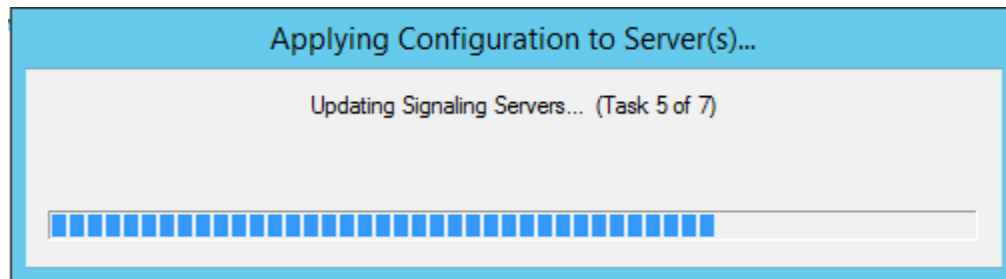 Applying Configuration to Server(s)...
Updating Signaling Servers... (Task 5 of 7)